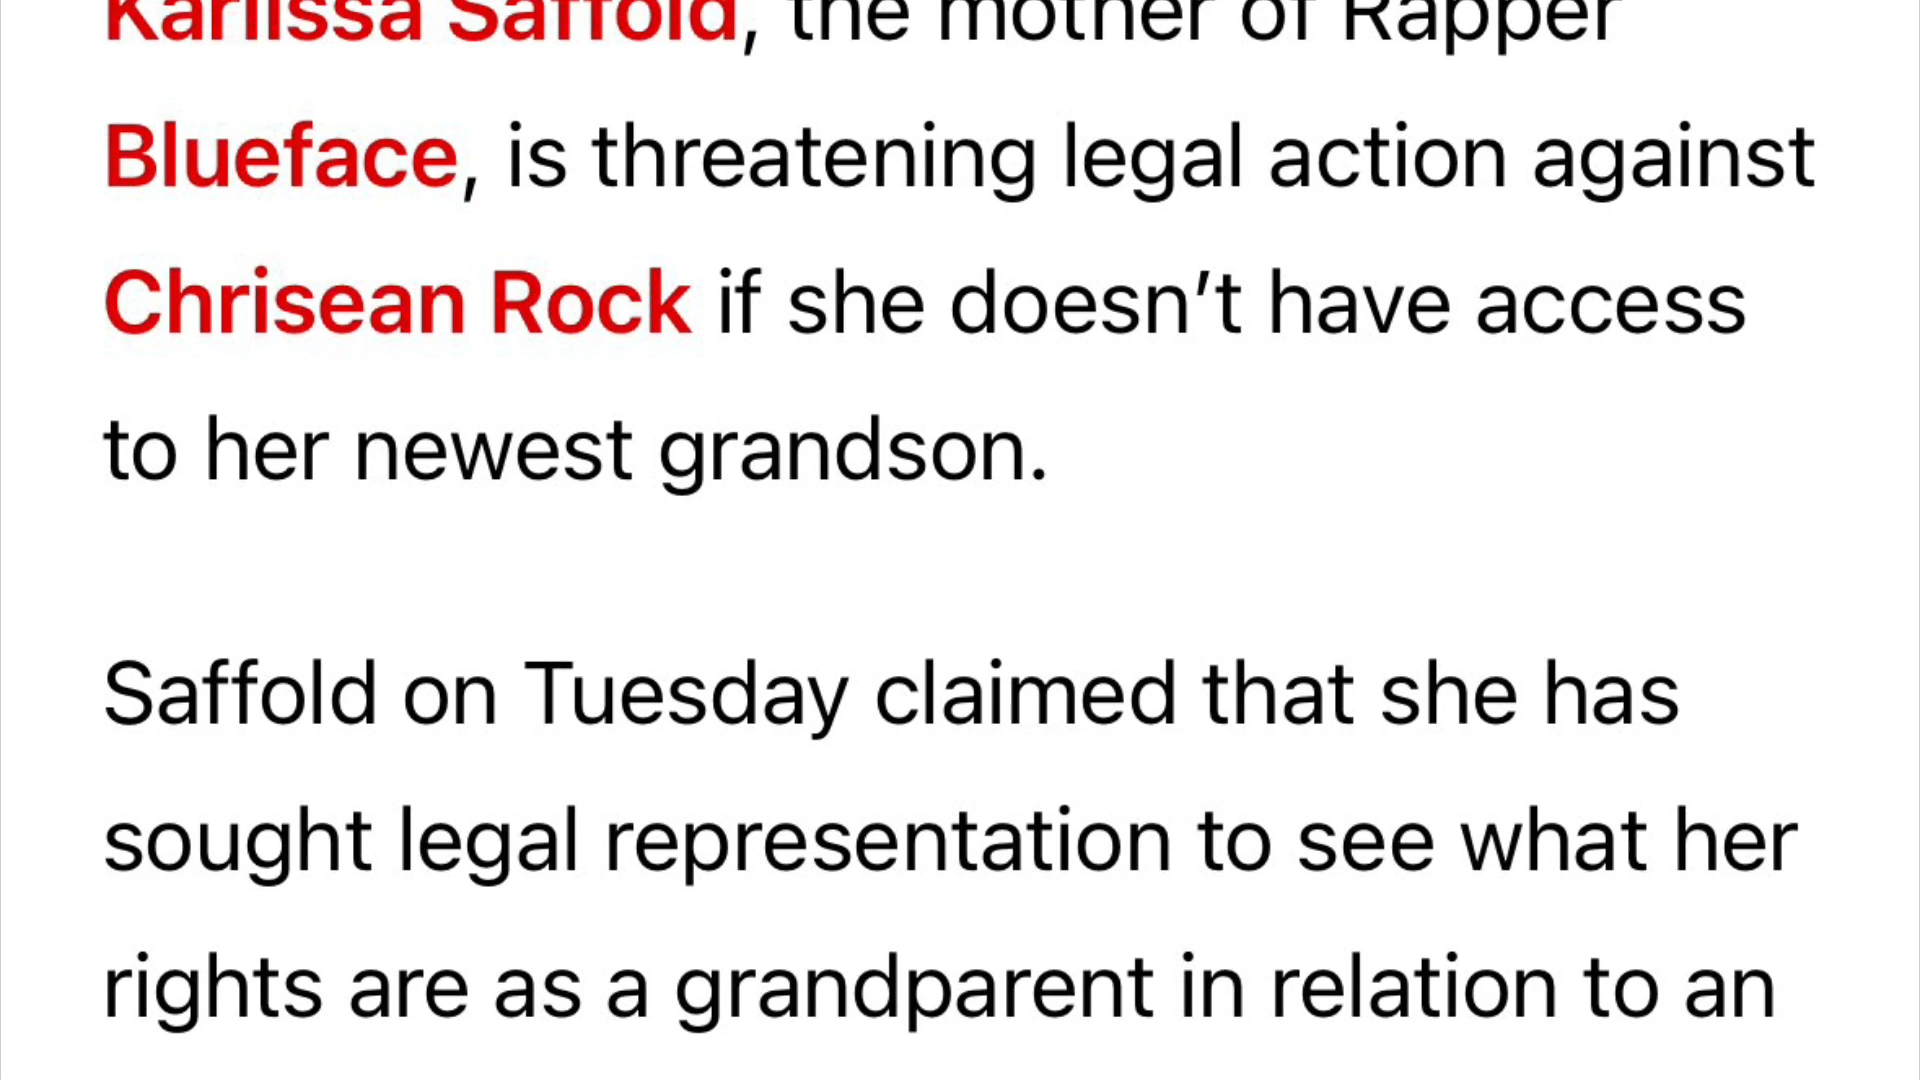 Karlissa Saffold, the mother of Rapper
Blueface, is threatening legal action against
Chrisean Rock if she doesn’t have access
to her newest grandson.
Saffold on Tuesday claimed that she has
sought legal representation to see what her
rights are as a grandparent in relation to an